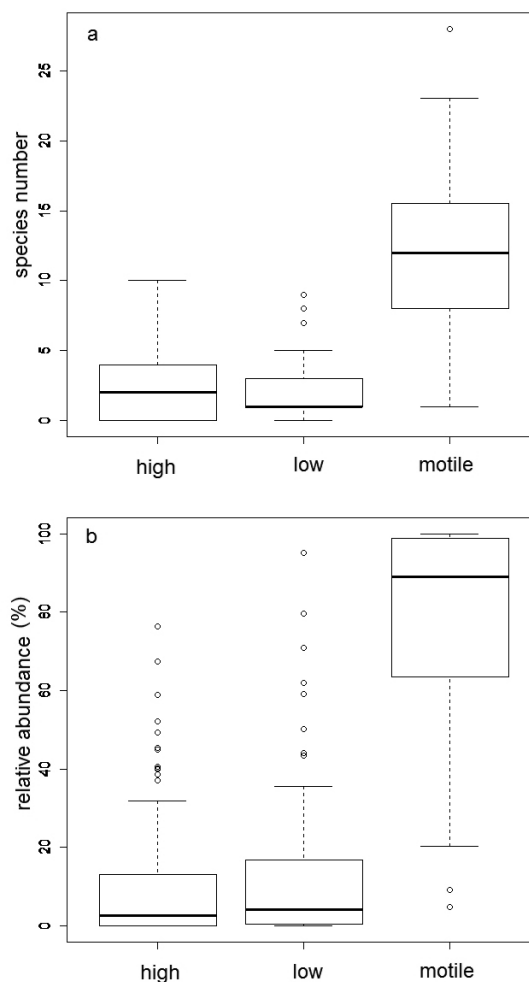 a
species number
25
20
15
10
5
0
high low motile
b
relative abundance (%)
100
80
60
40
20
0
high low motile